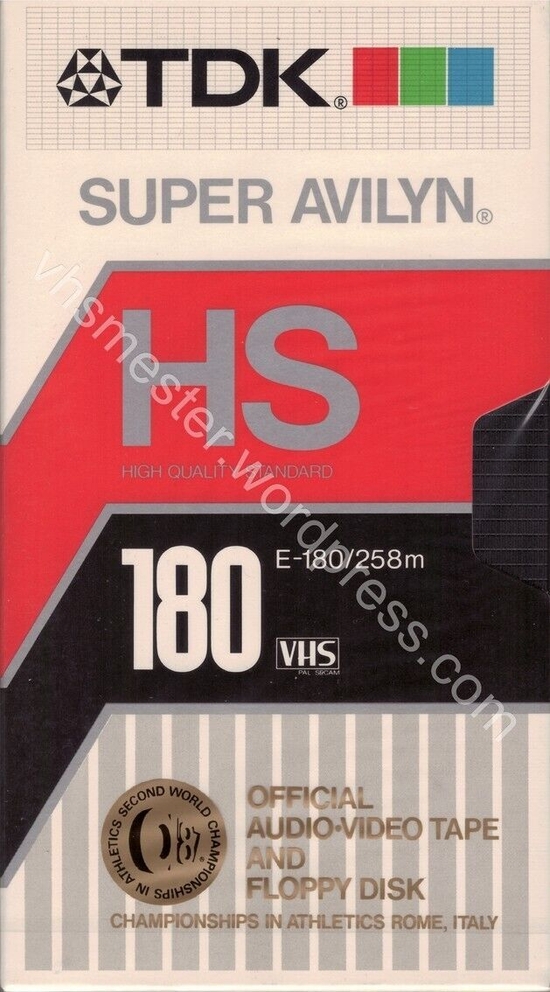 TDK®
SUPER AVILYN®
HS
HIGH QUALITY STANDARD
180
E-180/258m
VHS
PAL SECAM
SECOND WORLD CHAMPIONSHIPS IN ATHLETICS
'87
OFFICIAL
AUDIO·VIDEO TAPE
AND
FLOPPY DISK
CHAMPIONSHIPS IN ATHLETICS ROME, ITALY
vhsmester.wordpress.com